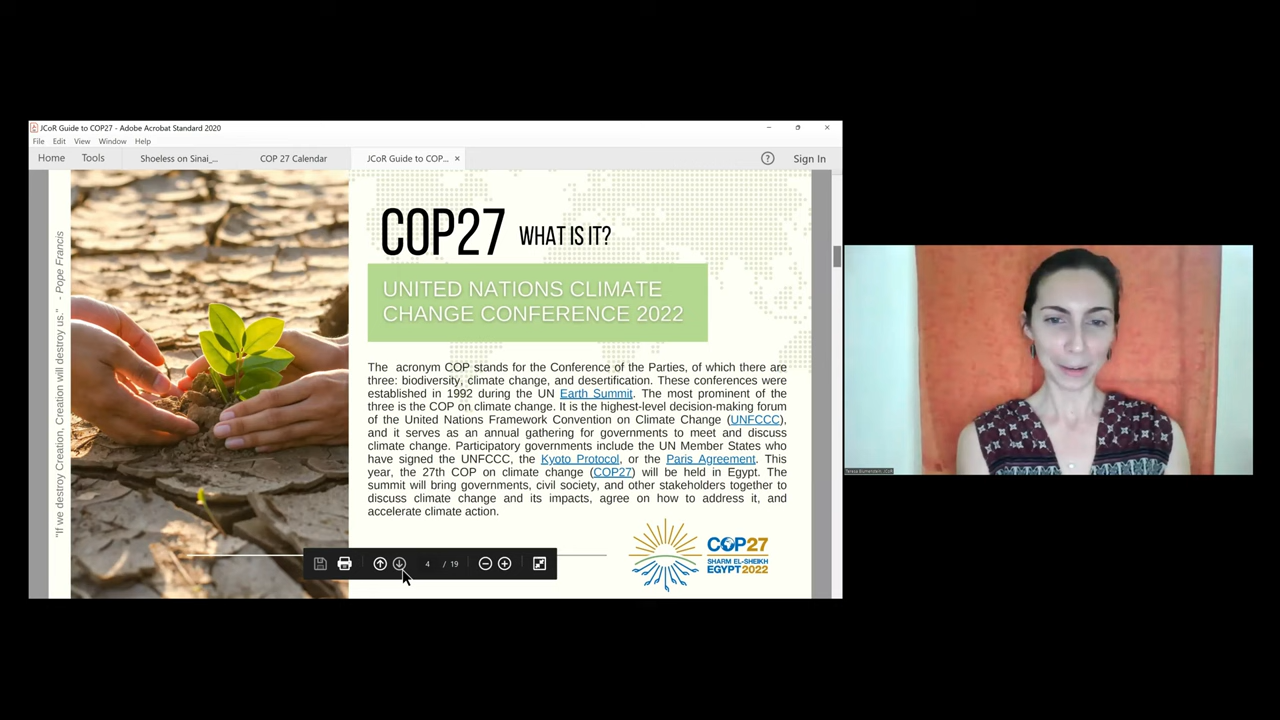 JCoR Guide to COP27 - Adobe Acrobat Standard 2020
File Edit View Window Help
Home Tools Shoeless on Sinai_... COP 27 Calendar JCoR Guide to COP... × ? Sign In
"If we destroy Creation, Creation will destroy us." - Pope Francis
COP27 WHAT IS IT?
UNITED NATIONS CLIMATE
CHANGE CONFERENCE 2022
The acronym COP stands for the Conference of the Parties, of which there are
three: biodiversity, climate change, and desertification. These conferences were
established in 1992 during the UN Earth Summit. The most prominent of the
three is the COP on climate change. It is the highest-level decision-making forum
of the United Nations Framework Convention on Climate Change (UNFCCC),
and it serves as an annual gathering for governments to meet and discuss
climate change. Participatory governments include the UN Member States who
have signed the UNFCCC, the Kyoto Protocol, or the Paris Agreement. This
year, the 27th COP on climate change (COP27) will be held in Egypt. The
summit will bring governments, civil society, and other stakeholders together to
discuss climate change and its impacts, agree on how to address it, and
accelerate climate action.
COP27
SHARM EL-SHEIKH
EGYPT 2022
4 / 19